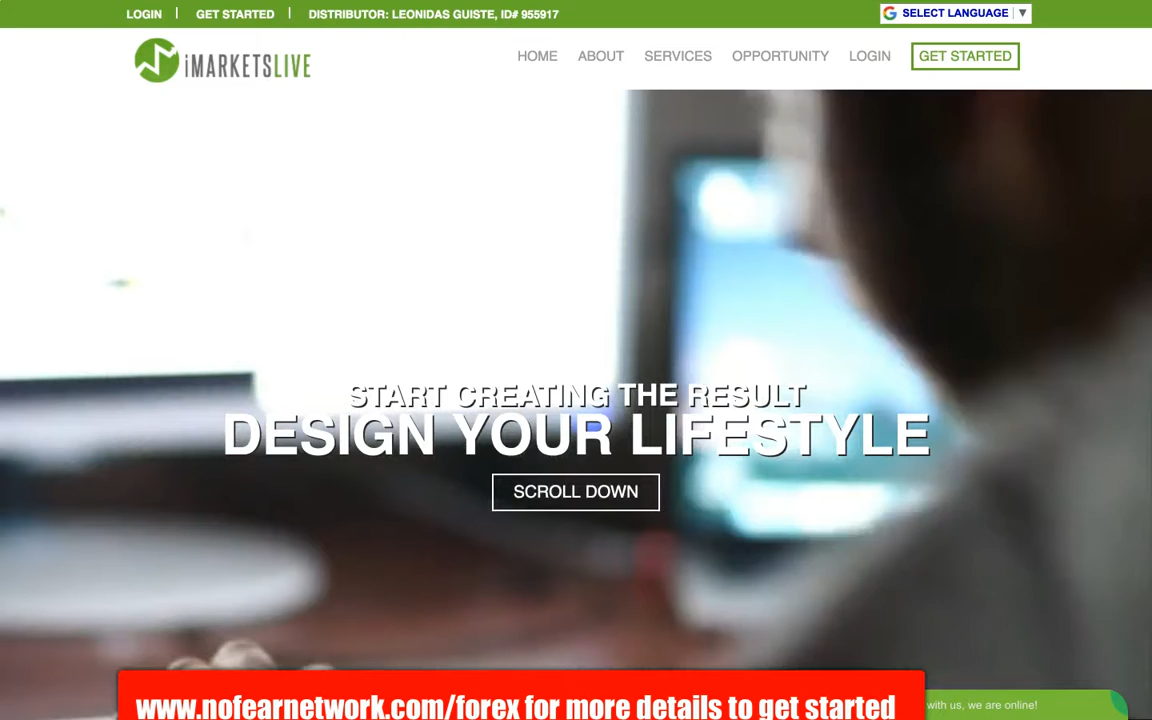 LOGIN | GET STARTED | DISTRIBUTOR: LEONIDAS GUISTE, ID# 955917
SELECT LANGUAGE ▼
iMARKETSLIVE
HOME ABOUT SERVICES OPPORTUNITY LOGIN GET STARTED
START CREATING THE RESULT
DESIGN YOUR LIFESTYLE
SCROLL DOWN
www.nofearnetwork.com/forex for more details to get started
with us, we are online!